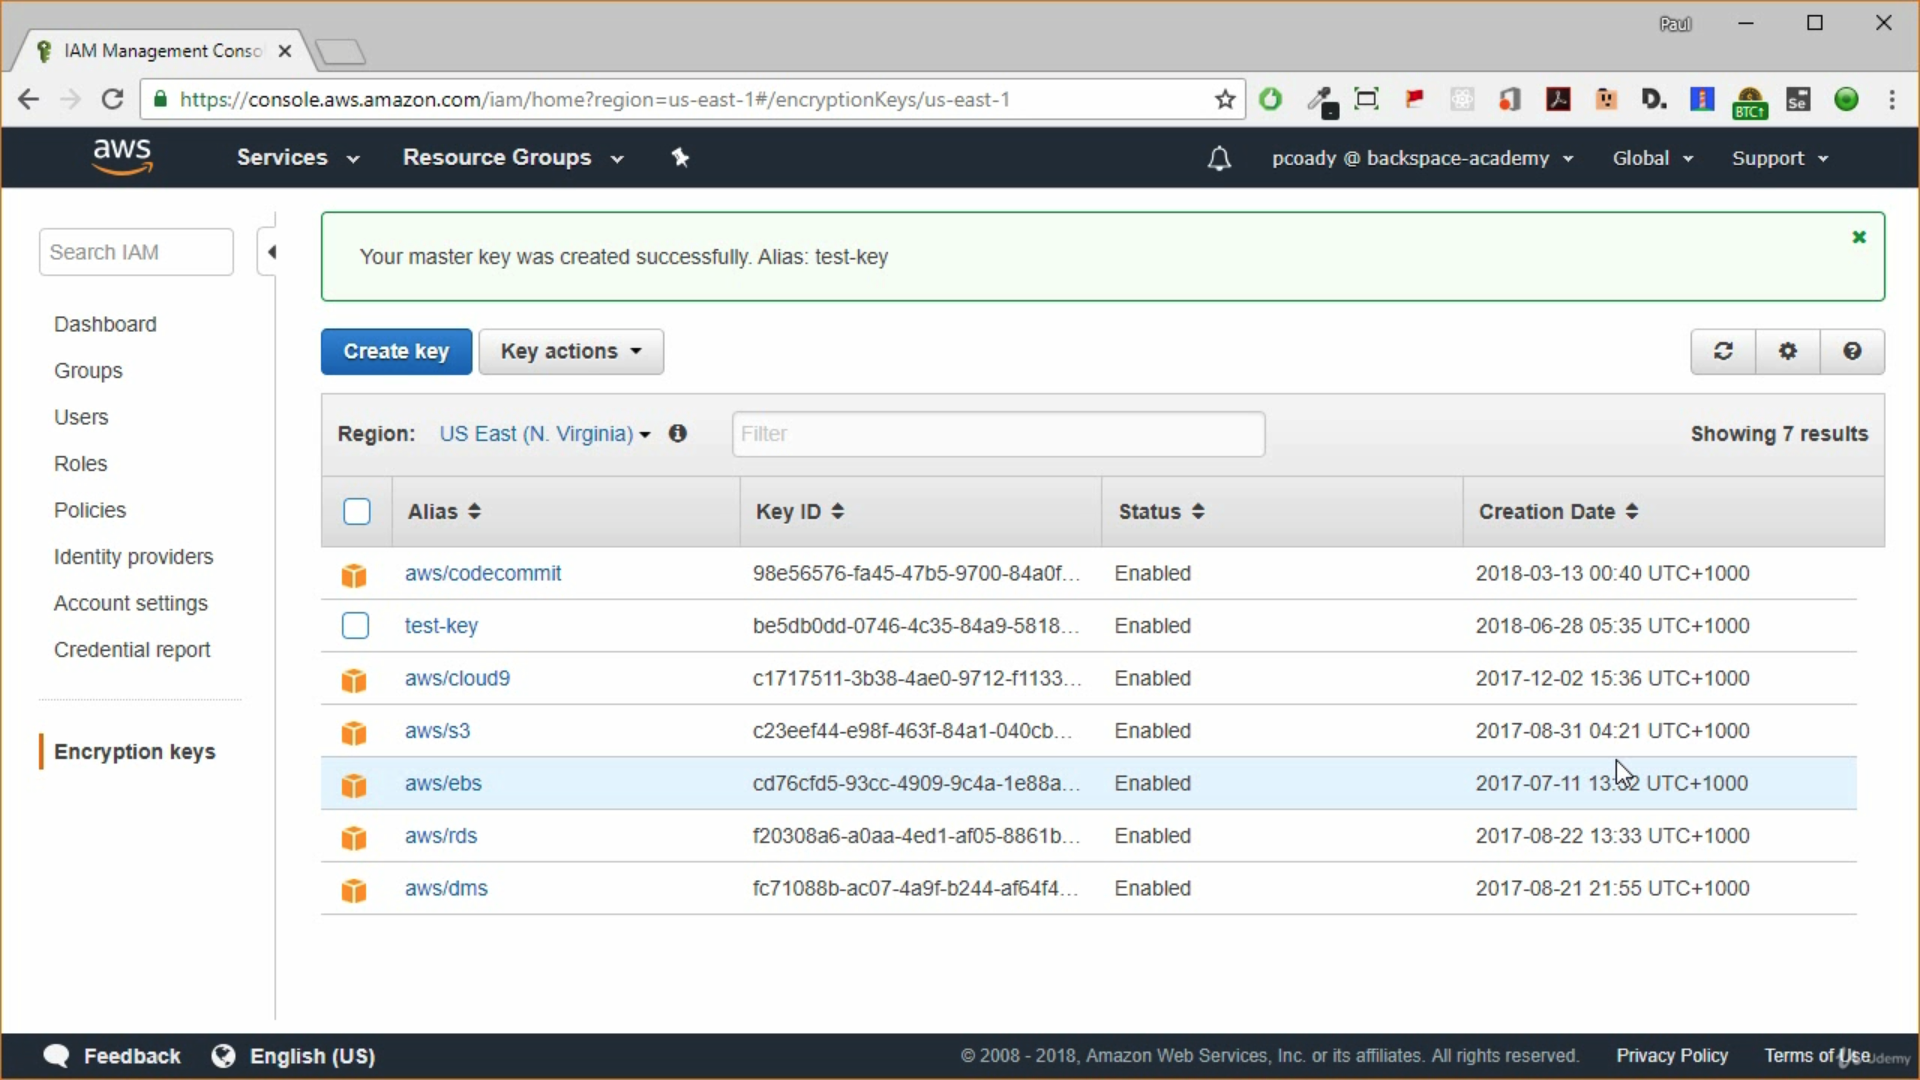 Paul
IAM Management Conso
https://console.aws.amazon.com/iam/home?region=us-east-1#/encryptionKeys/us-east-1
D.
BTC↑
Se
aws
Services
Resource Groups
pcoady @ backspace-academy
Global
Support
Search IAM
Dashboard
Groups
Users
Roles
Policies
Identity providers
Account settings
Credential report
Encryption keys
Your master key was created successfully. Alias: test-key
Create key
Key actions
Region: US East (N. Virginia)
Filter
Showing 7 results
Alias Key ID Status Creation Date
aws/codecommit 98e56576-fa45-47b5-9700-84a0f... Enabled 2018-03-13 00:40 UTC+1000
test-key be5db0dd-0746-4c35-84a9-5818... Enabled 2018-06-28 05:35 UTC+1000
aws/cloud9 c1717511-3b38-4ae0-9712-f1133... Enabled 2017-12-02 15:36 UTC+1000
aws/s3 c23eef44-e98f-463f-84a1-040cb... Enabled 2017-08-31 04:21 UTC+1000
aws/ebs cd76cfd5-93cc-4909-9c4a-1e88a... Enabled 2017-07-11 UTC+1000
aws/rds f20308a6-a0aa-4ed1-af05-8861b... Enabled 2017-08-22 13:33 UTC+1000
aws/dms fc71088b-ac07-4a9f-b244-af64f4... Enabled 2017-08-21 21:55 UTC+1000
Feedback
English (US)
© 2008 - 2018, Amazon Web Services, Inc. or its affiliates. All rights reserved.
Privacy Policy
Terms of Use
Udemy